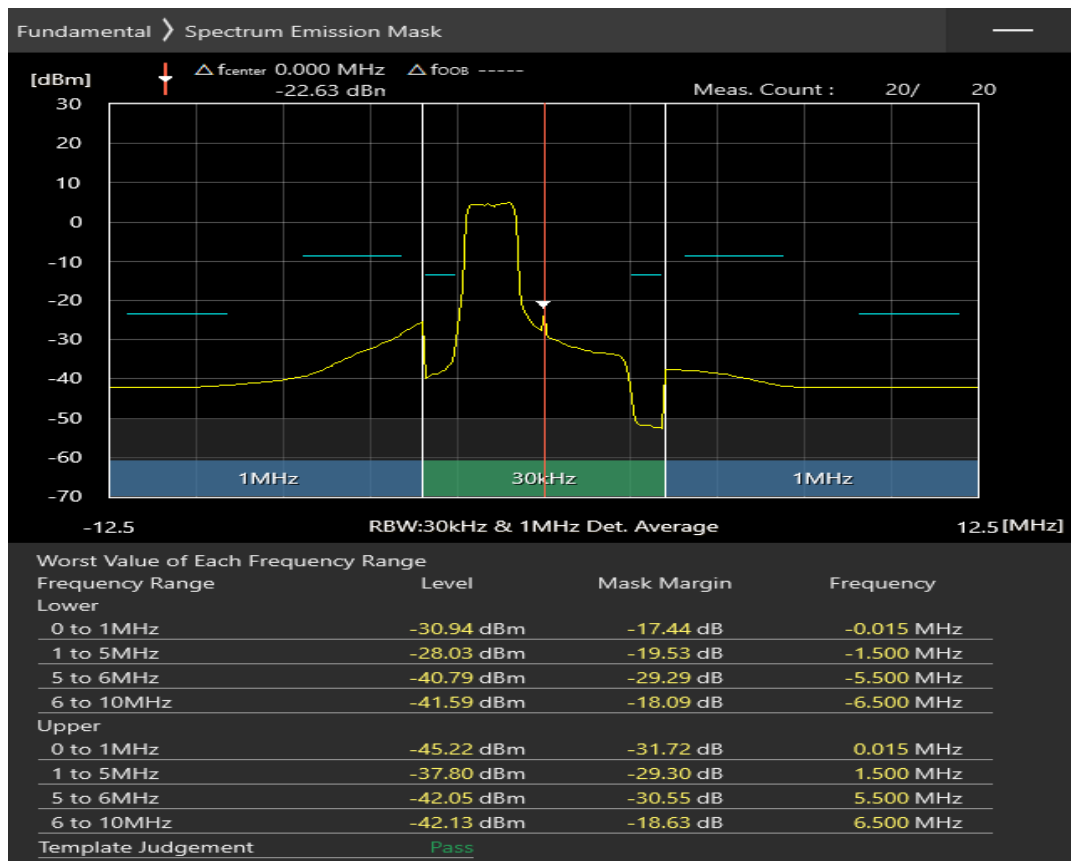 Fundamental ❯ Spectrum Emission Mask
[dBm] △ fcenter 0.000 MHz △ fOOB -----
-22.63 dBm Meas. Count : 20/ 20
30
20
10
0
-10
-20
-30
-40
-50
-60
1MHz 30kHz 1MHz
-70
-12.5 RBW:30kHz & 1MHz Det. Average 12.5 [MHz]
Worst Value of Each Frequency Range
Frequency Range Level Mask Margin Frequency
Lower
0 to 1MHz -30.94 dBm -17.44 dB -0.015 MHz
1 to 5MHz -28.03 dBm -19.53 dB -1.500 MHz
5 to 6MHz -40.79 dBm -29.29 dB -5.500 MHz
6 to 10MHz -41.59 dBm -18.09 dB -6.500 MHz
Upper
0 to 1MHz -45.22 dBm -31.72 dB 0.015 MHz
1 to 5MHz -37.80 dBm -29.30 dB 1.500 MHz
5 to 6MHz -42.05 dBm -30.55 dB 5.500 MHz
6 to 10MHz -42.13 dBm -18.63 dB 6.500 MHz
Template Judgement Pass